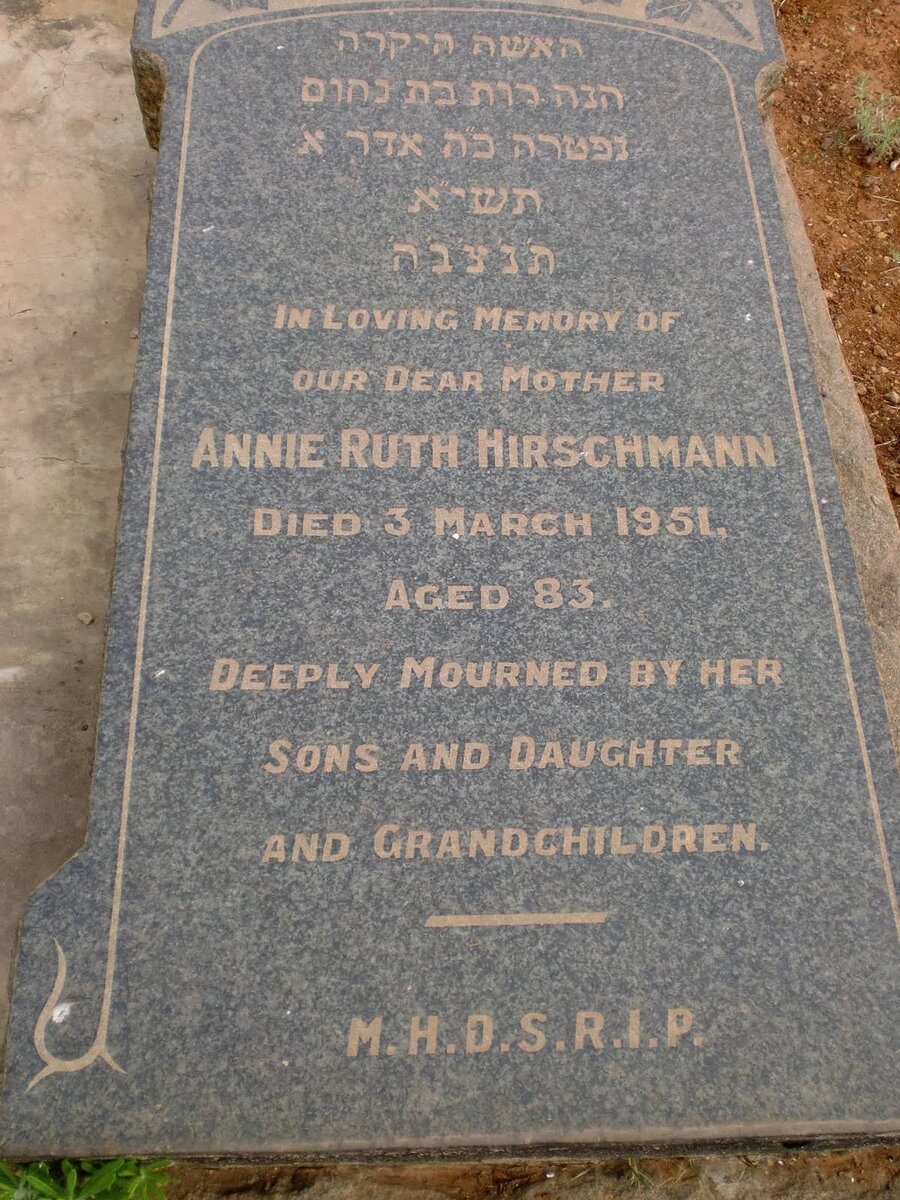 האשה היקרה
הנה רות בת נחום
נפטרה כ"ה אדר א'
תשי"א
ת'נ'צ'ב'ה'
IN LOVING MEMORY OF
OUR DEAR MOTHER
ANNIE RUTH HIRSCHMANN
DIED 3 MARCH 1951,
AGED 83.
DEEPLY MOURNED BY HER
SONS AND DAUGHTER
AND GRANDCHILDREN.
M.H.D.S.R.I.P.